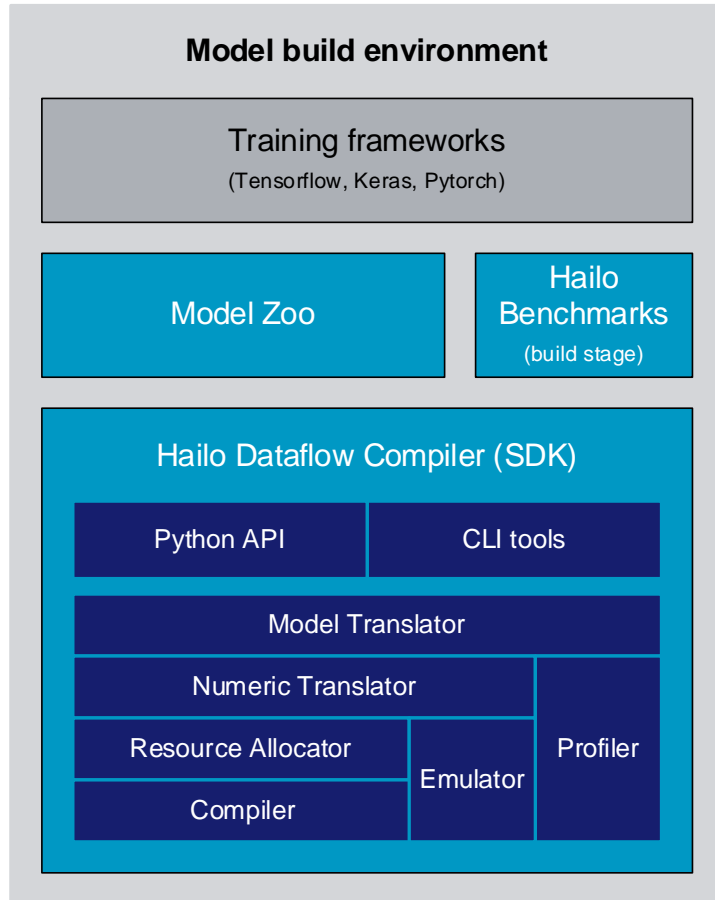 Model build environment
Training frameworks
(Tensorflow, Keras, Pytorch)
Model Zoo
Hailo
Benchmarks
(build stage)
Hailo Dataflow Compiler (SDK)
Python API
CLI tools
Model Translator
Numeric Translator
Resource Allocator
Compiler
Emulator
Profiler